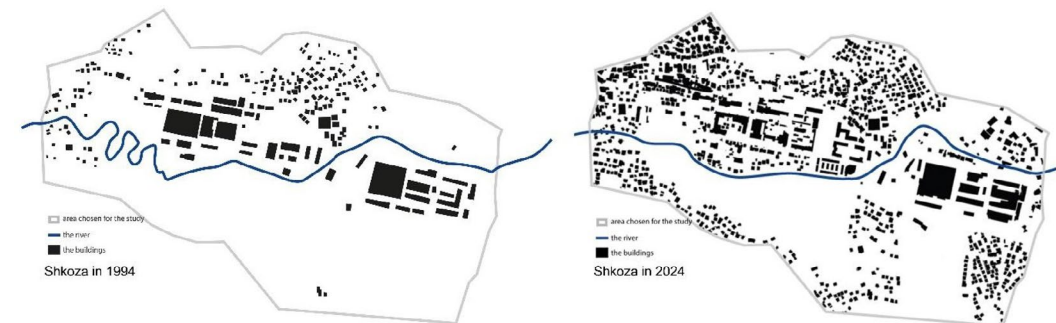 area chosen for the study
the river
the buildings
Shkoza in 1994
area chosen for the study
the river
the buildings
Shkoza in 2024